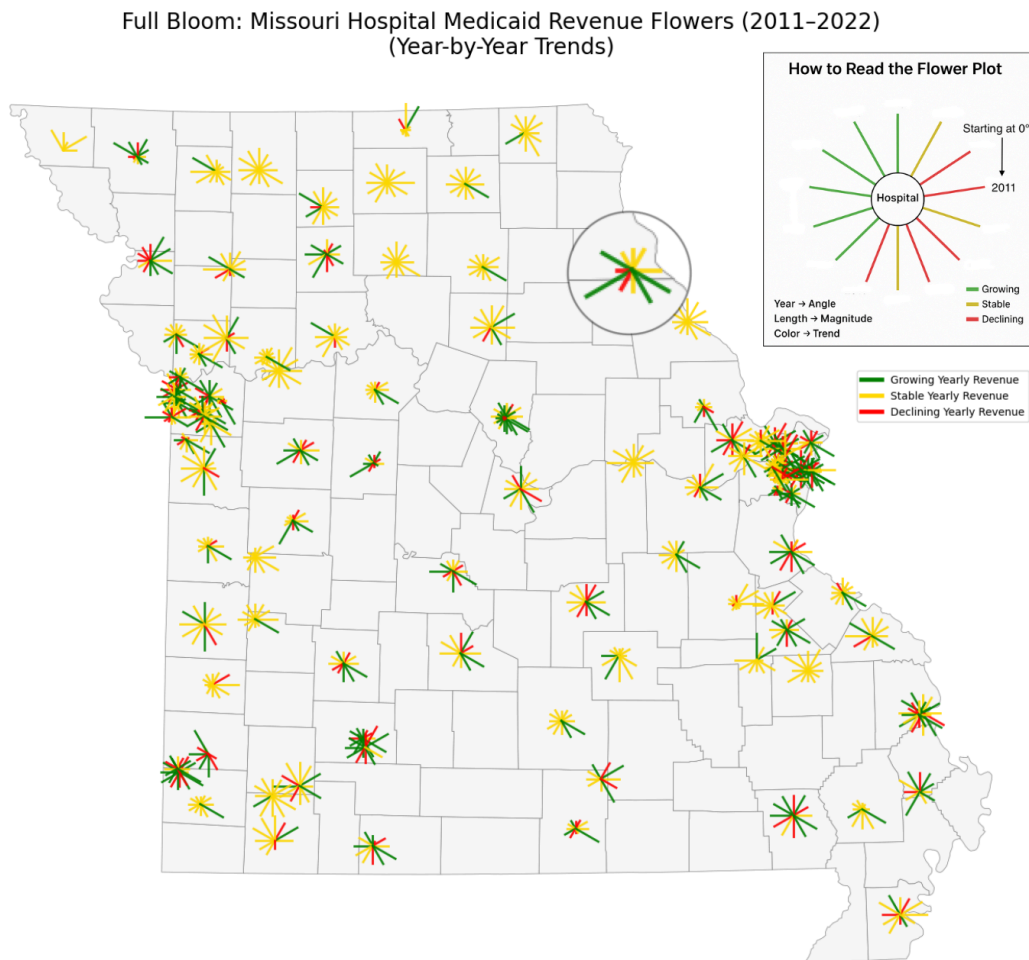 Full Bloom: Missouri Hospital Medicaid Revenue Flowers (2011–2022)
(Year-by-Year Trends)
How to Read the Flower Plot
Starting at 0°
2011
Hospital
Growing
Stable
Declining
Year → Angle
Length → Magnitude
Color → Trend
Growing Yearly Revenue
Stable Yearly Revenue
Declining Yearly Revenue